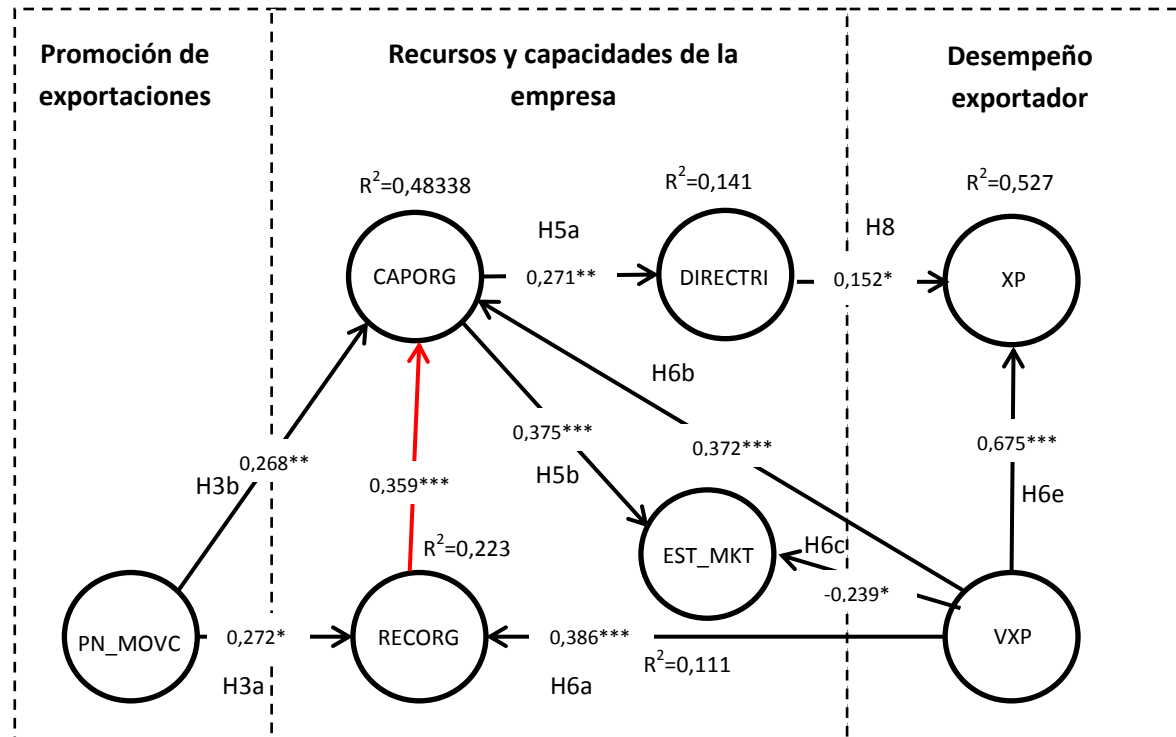 Promoción de
exportaciones
Recursos y capacidades de la
empresa
Desempeño
exportador
R²=0,48338
R²=0,141
R²=0,527
H5a
H8
CAPORG
0,271**
DIRECTRI
0,152*
XP
H6b
0,375***
0,372***
0,675***
0,268**
H3b
0,359***
H5b
H6e
R²=0,223
EST_MKT
H6c
-0,239*
PN_MOVC
0,272*
RECORG
0,386***
VXP
R²=0,111
H3a
H6a